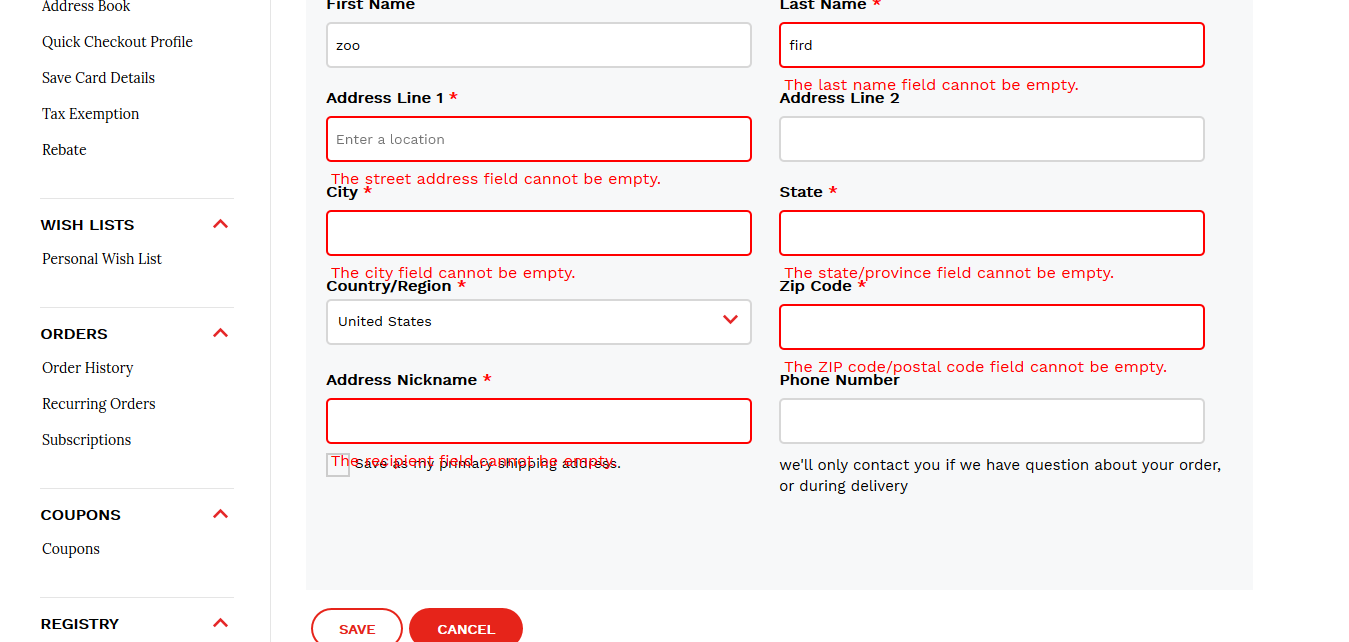 Address Book
Quick Checkout Profile
Save Card Details
Tax Exemption
Rebate
WISH LISTS
Personal Wish List
ORDERS
Order History
Recurring Orders
Subscriptions
COUPONS
Coupons
REGISTRY
First Name
zoo
Last Name *
fird
The last name field cannot be empty.
Address Line 1 *
Enter a location
The street address field cannot be empty.
Address Line 2
City *
The city field cannot be empty.
State *
The state/province field cannot be empty.
Country/Region *
United States
Zip Code *
The ZIP code/postal code field cannot be empty.
Address Nickname *
The recipient field cannot be empty.
Save as my primary shipping address.
Phone Number
we'll only contact you if we have question about your order,
or during delivery
SAVE
CANCEL